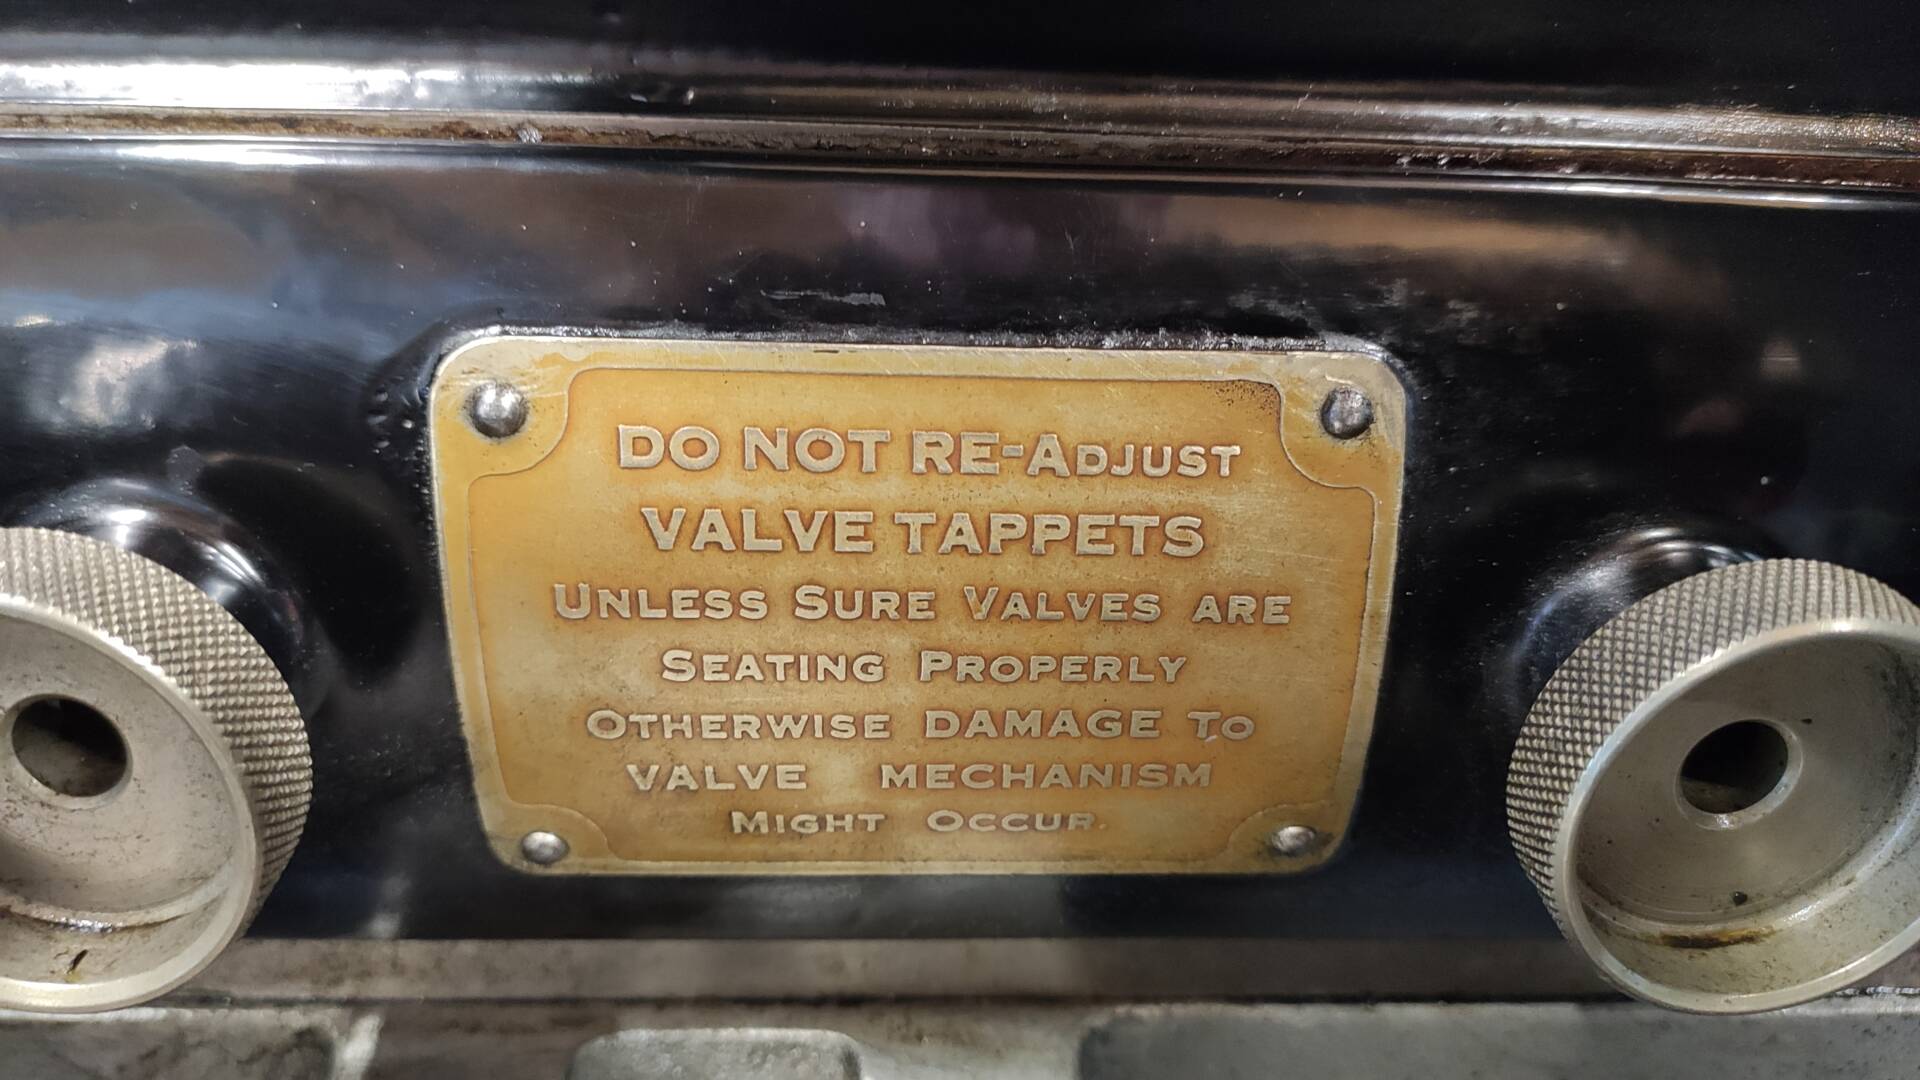 DO NOT RE-ADJUST
VALVE TAPPETS
UNLESS SURE VALVES ARE
SEATING PROPERLY
OTHERWISE DAMAGE TO
VALVE MECHANISM
MIGHT OCCUR.